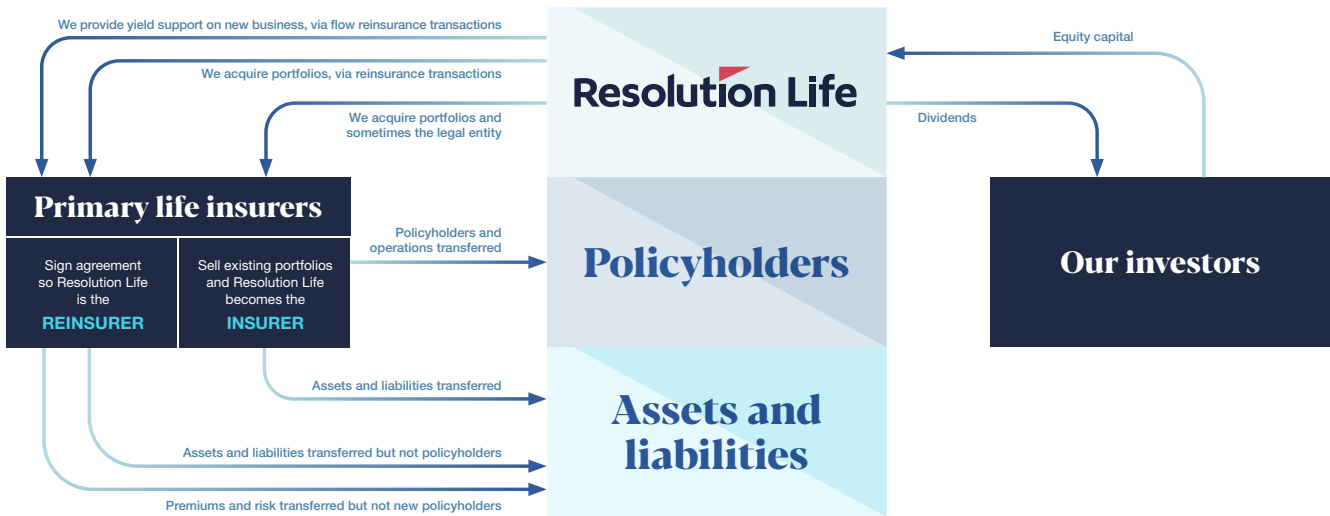 We provide yield support on new business, via flow reinsurance transactions
We acquire portfolios, via reinsurance transactions
We acquire portfolios and
sometimes the legal entity
Resolution Life
Equity capital
Dividends
Primary life insurers
Sign agreement
so Resolution Life
is the
REINSURER
Sell existing portfolios
and Resolution Life
becomes the
INSURER
Policyholders and
operations transferred
Policyholders
Our investors
Assets and liabilities transferred
Assets and
liabilities
Assets and liabilities transferred but not policyholders
Premiums and risk transferred but not new policyholders